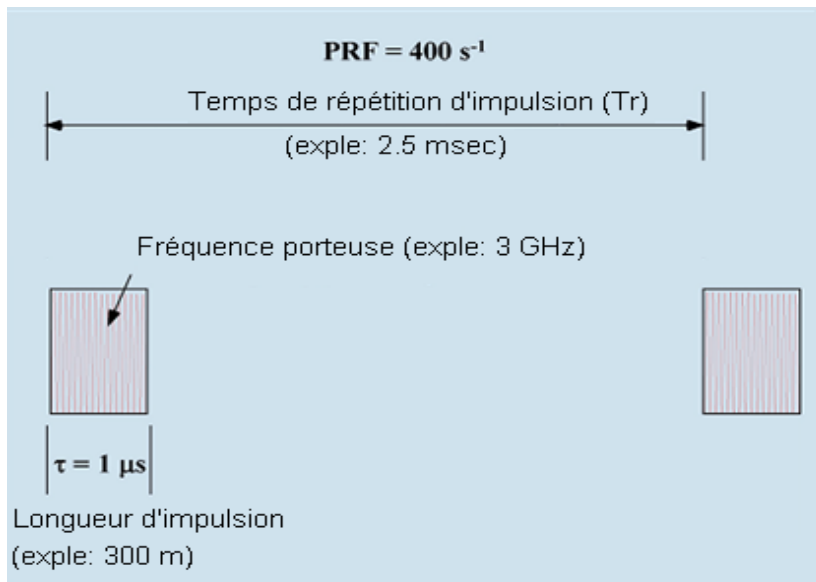 PRF = 400 s⁻¹
Temps de répétition d'impulsion (Tr)
(exple: 2.5 msec)
Fréquence porteuse (exple: 3 GHz)
τ = 1 μs
Longueur d'impulsion
(exple: 300 m)